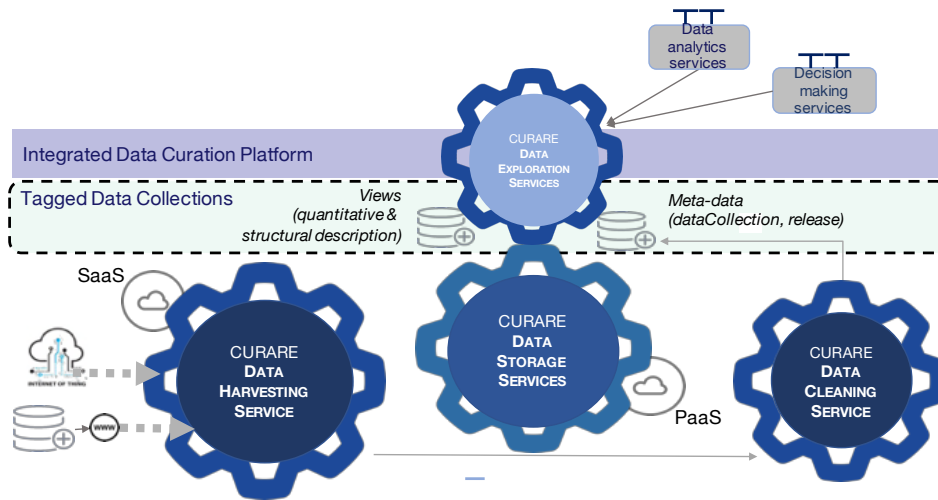 Data
analytics
services
Decision
making
services
CURARE
DATA
EXPLORATION
SERVICES
Integrated Data Curation Platform
Tagged Data Collections
Views
(quantitative &
structural description)
Meta-data
(dataCollection, release)
SaaS
CURARE
DATA
HARVESTING
SERVICE
CURARE
DATA
STORAGE
SERVICES
CURARE
DATA
CLEANING
SERVICE
INTERNET OF THING
WWW
PaaS